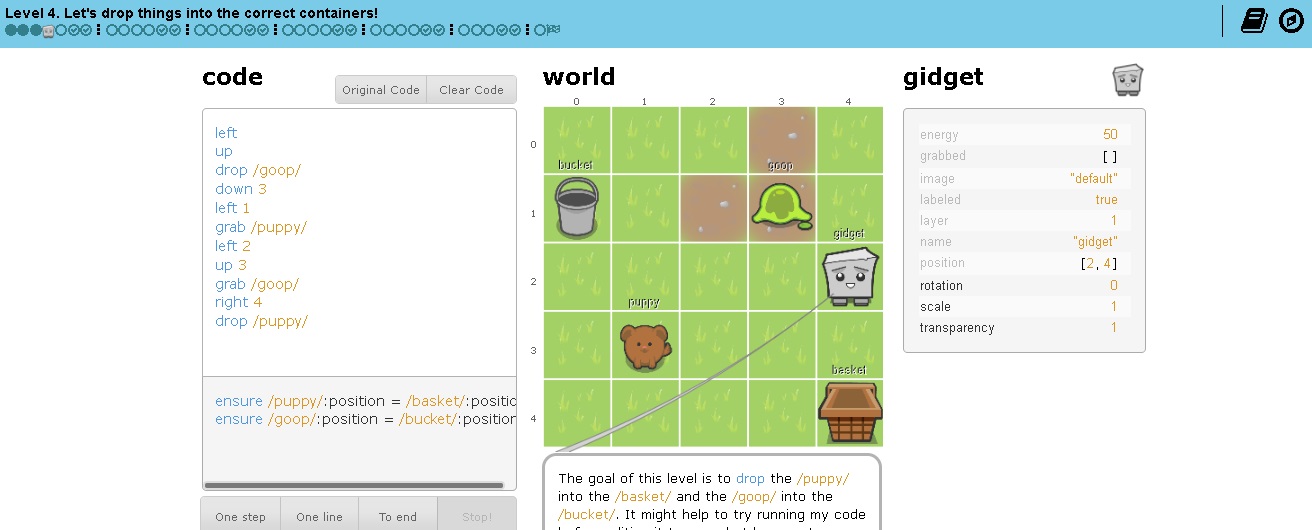 Level 4. Let's drop things into the correct containers!
code
Original Code
Clear Code
left
up
drop /goop/
down 3
left 1
grab /puppy/
left 2
up 3
grab /goop/
right 4
drop /puppy/
ensure /puppy/:position = /basket/:positio
ensure /goop/:position = /bucket/:position
One step
One line
To end
Stop!
world
0 1 2 3 4
0
bucket
goop
1
gidget
2
puppy
3
basket
4
The goal of this level is to drop the /puppy/
into the /basket/ and the /goop/ into the
/bucket/. It might help to try running my code
gidget
energy 50
grabbed [ ]
image "default"
labeled true
layer 1
name "gidget"
position [2, 4]
rotation 0
scale 1
transparency 1